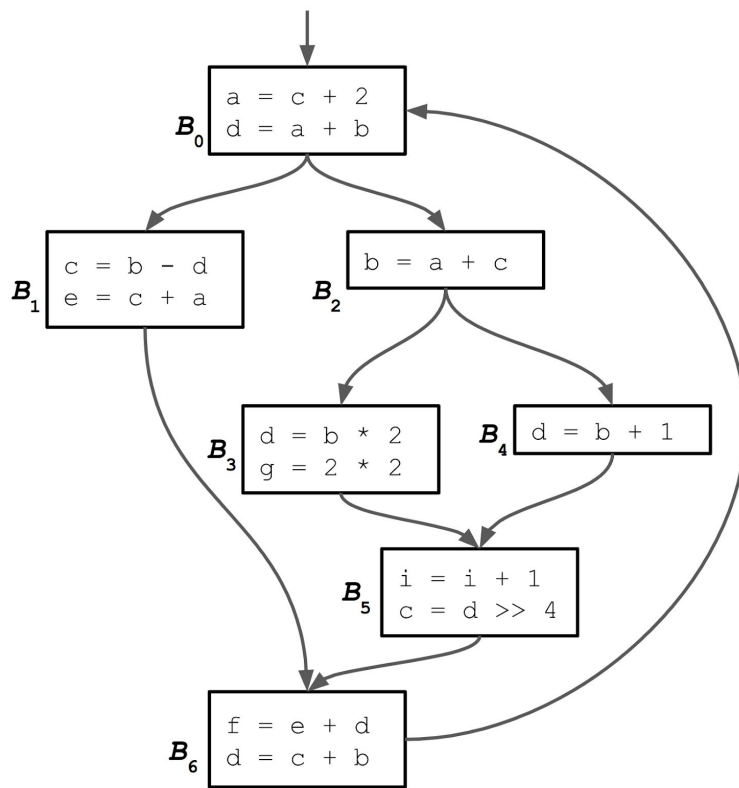 a = c + 2
d = a + b
B0
c = b - d
e = c + a
B1
b = a + c
B2
d = b * 2
g = 2 * 2
B3
d = b + 1
B4
i = i + 1
c = d >> 4
B5
f = e + d
d = c + b
B6